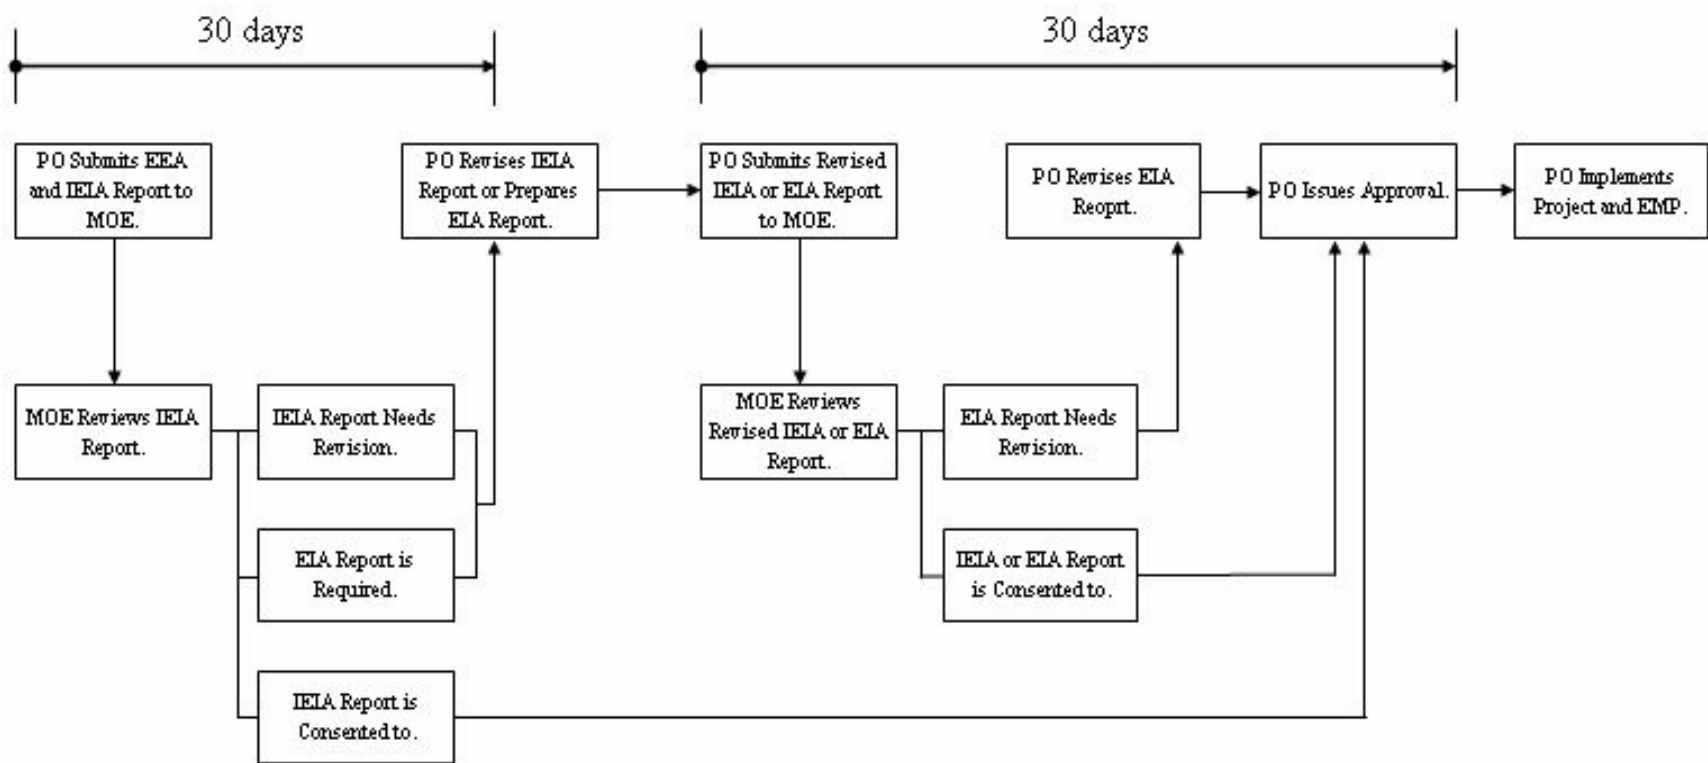 30 days
30 days
PO Submits EEA
and IEIA Report to
MOE.
PO Revises IEIA
Report or Prepares
EIA Report.
PO Submits Revised
IEIA or EIA Report
to MOE.
PO Revises EIA
Reoprt.
PO Issues Approval.
PO Implements
Project and EMP.
MOE Reviews IEIA
Report.
IEIA Report Needs
Revision.
MOE Reviews
Revised IEIA or EIA
Report.
EIA Report Needs
Revision.
EIA Report is
Required.
IEIA or EIA Report
is Consented to.
IEIA Report is
Consented to.